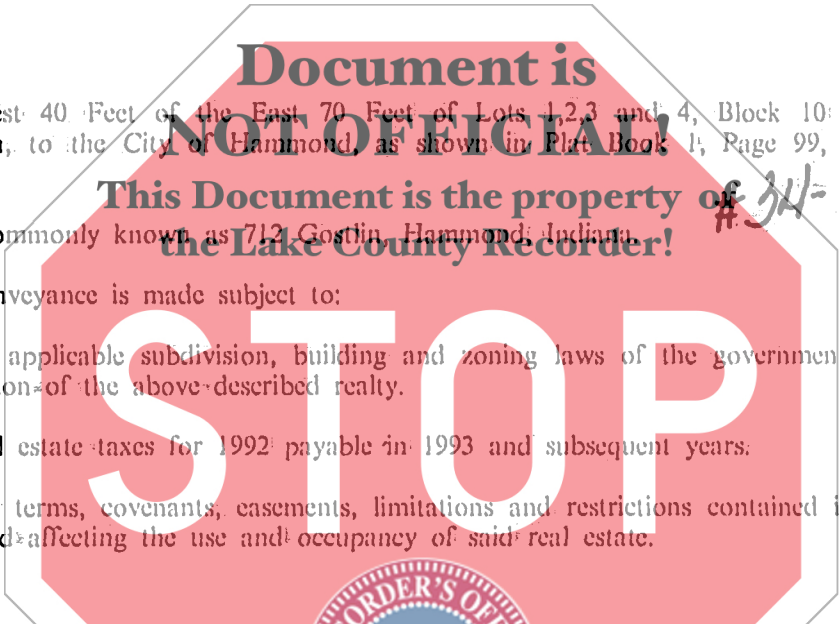 Document is
st 40 Feet of the East 70 Feet of Lots 1,2,3 and 4, Block 10
NOT OFFICIAL!
, to the City of Hammond, as shown in Plat Book 1, Page 99,
This Document is the property of
# 34-
ommonly known as 712 Gostlin, Hammond, Indiana.
the Lake County Recorder!
nveyance is made subject to:
STOP
applicable subdivision, building and zoning laws of the governmen
on of the above described realty.
l estate taxes for 1992 payable in 1993 and subsequent years.
terms, covenants, easements, limitations and restrictions contained i
d affecting the use and occupancy of said real estate.
ORDER'S OF